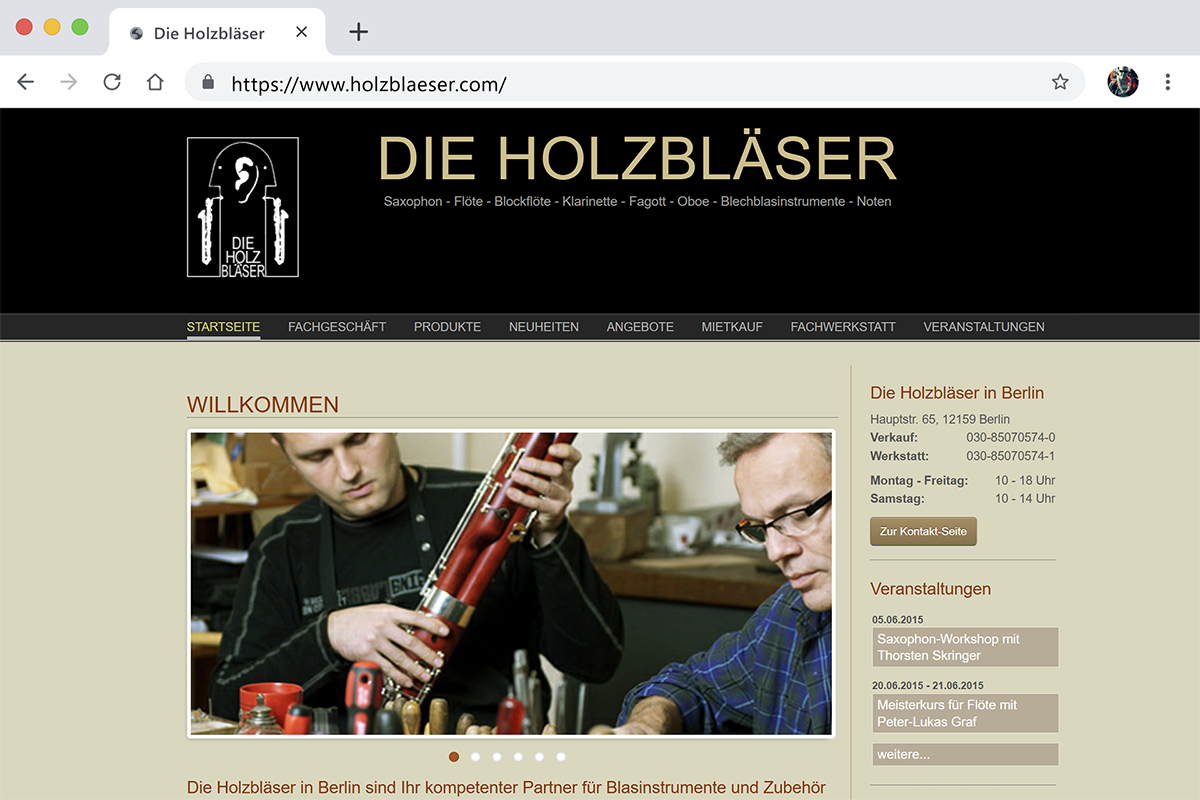 Die Holzbläser
https://www.holzblaeser.com/
DIE
HOLZ
BLÄSER
DIE HOLZBLÄSER
Saxophon - Flöte - Blockflöte - Klarinette - Fagott - Oboe - Blechblasinstrumente - Noten
STARTSEITE FACHGESCHÄFT PRODUKTE NEUHEITEN ANGEBOTE MIETKAUF FACHWERKSTATT VERANSTALTUNGEN
WILLKOMMEN
Die Holzbläser in Berlin sind Ihr kompetenter Partner für Blasinstrumente und Zubehör
Die Holzbläser in Berlin
Hauptstr. 65, 12159 Berlin
Verkauf: 030-85070574-0
Werkstatt: 030-85070574-1
Montag - Freitag: 10 - 18 Uhr
Samstag: 10 - 14 Uhr
Zur Kontakt-Seite
Veranstaltungen
05.06.2015
Saxophon-Workshop mit
Thorsten Skringer
20.06.2015 - 21.06.2015
Meisterkurs für Flöte mit
Peter-Lukas Graf
weitere...